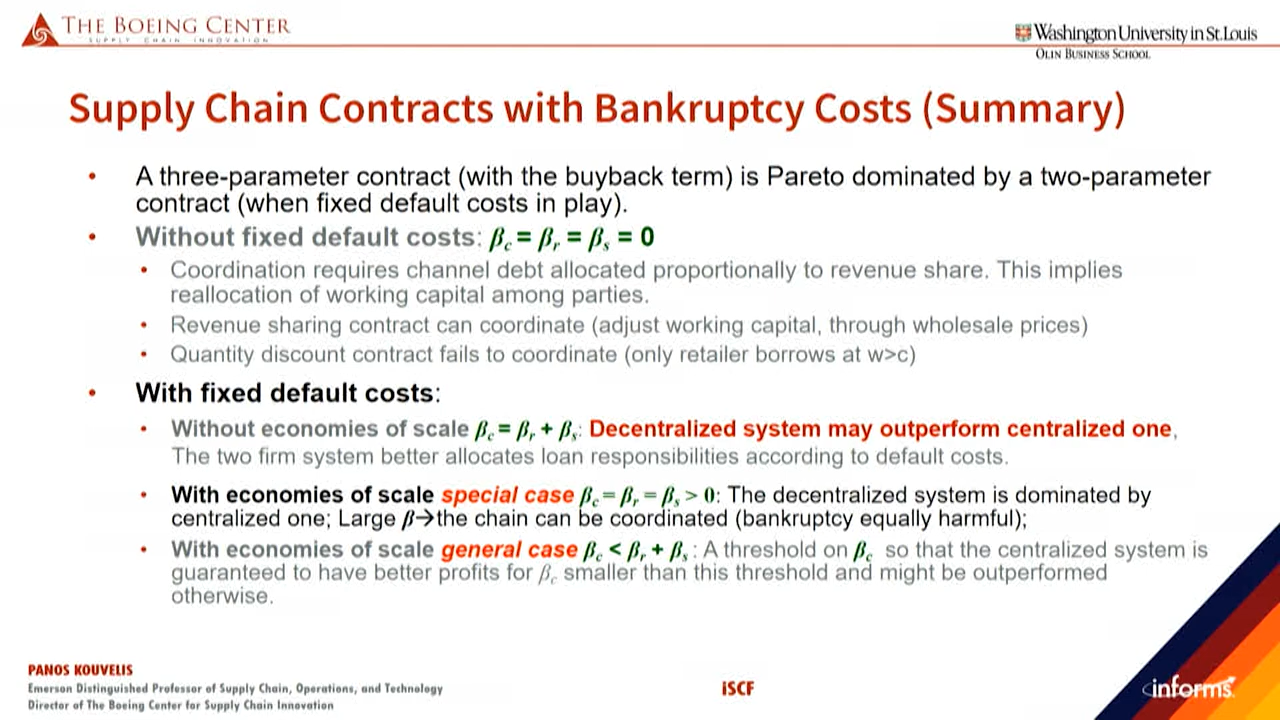 THE BOEING CENTER
SUPPLY CHAIN INNOVATION
Washington University in St. Louis
OLIN BUSINESS SCHOOL
Supply Chain Contracts with Bankruptcy Costs (Summary)
• A three-parameter contract (with the buyback term) is Pareto dominated by a two-parameter
contract (when fixed default costs in play).
• Without fixed default costs: βc = βr = βs = 0
• Coordination requires channel debt allocated proportionally to revenue share. This implies
reallocation of working capital among parties.
• Revenue sharing contract can coordinate (adjust working capital, through wholesale prices)
• Quantity discount contract fails to coordinate (only retailer borrows at w>c)
• With fixed default costs:
• Without economies of scale βc = βr + βs: Decentralized system may outperform centralized one,
The two firm system better allocates loan responsibilities according to default costs.
• With economies of scale special case βc = βr = βs > 0: The decentralized system is dominated by
centralized one; Large β→the chain can be coordinated (bankruptcy equally harmful);
• With economies of scale general case βc < βr + βs : A threshold on βc so that the centralized system is
guaranteed to have better profits for βc smaller than this threshold and might be outperformed
otherwise.
PANOS KOUVELIS
Emerson Distinguished Professor of Supply Chain, Operations, and Technology
Director of The Boeing Center for Supply Chain Innovation
iSCF
informs